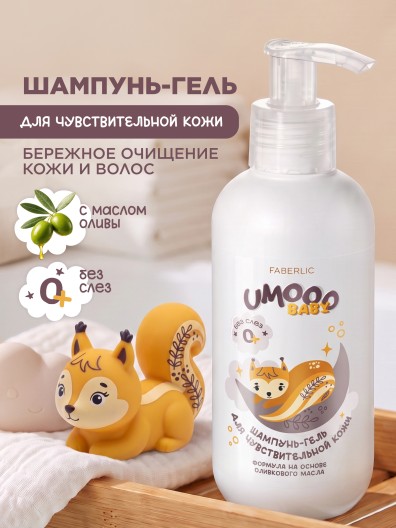 ШАМПУНЬ-ГЕЛЬ
ДЛЯ ЧУВСТВИТЕЛЬНОЙ КОЖИ
БЕРЕЖНОЕ ОЧИЩЕНИЕ
КОЖИ И ВОЛОС
С МАСЛОМ
ОЛИВЫ
0+
без
слез
FABERLIC
UMOOO
BABY
без слез
0+
ШАМПУНЬ-ГЕЛЬ
ДЛЯ ЧУВСТВИТЕЛЬНОЙ КОЖИ
ФОРМУЛА НА ОСНОВЕ
ОЛИВКОВОГО МАСЛА